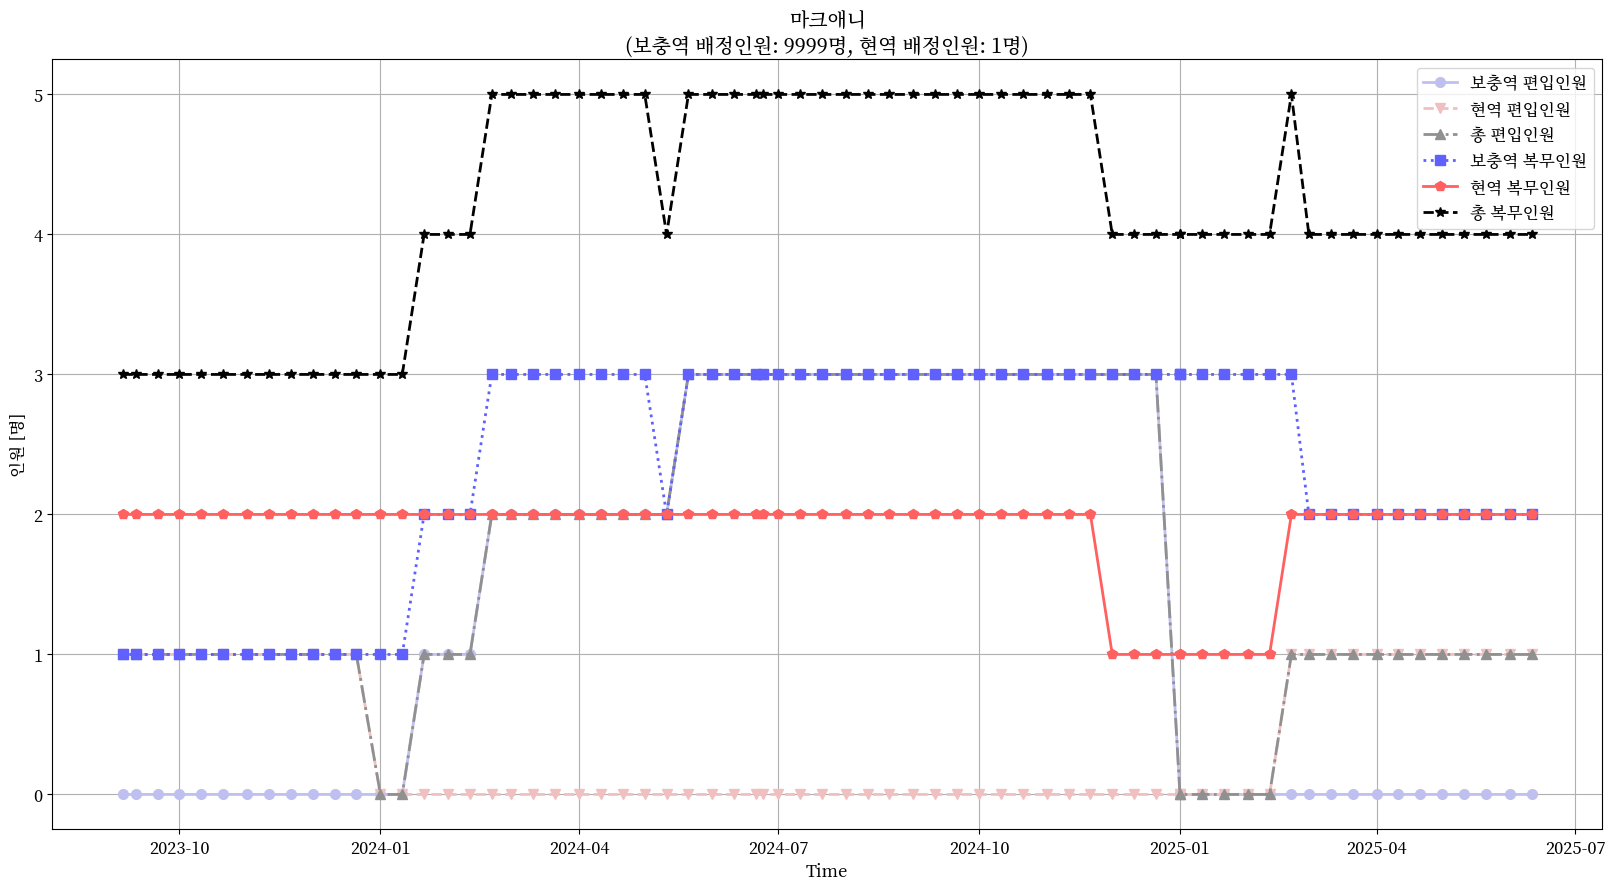 마크애니
(보충역 배정인원: 9999명, 현역 배정인원: 1명)
보충역 편입인원
현역 편입인원
총 편입인원
보충역 복무인원
현역 복무인원
총 복무인원
인원 [명]
5
4
3
2
1
0
2023-10
2024-01
2024-04
2024-07
2024-10
2025-01
2025-04
2025-07
Time